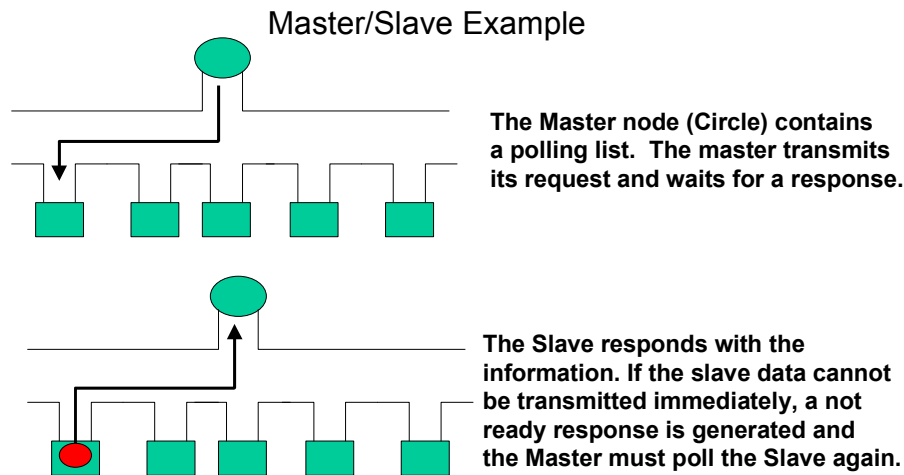 Master/Slave Example
The Master node (Circle) contains
a polling list.  The master transmits
its request and waits for a response.
The Slave responds with the
information. If the slave data cannot
be transmitted immediately, a not
ready response is generated and
the Master must poll the Slave again.